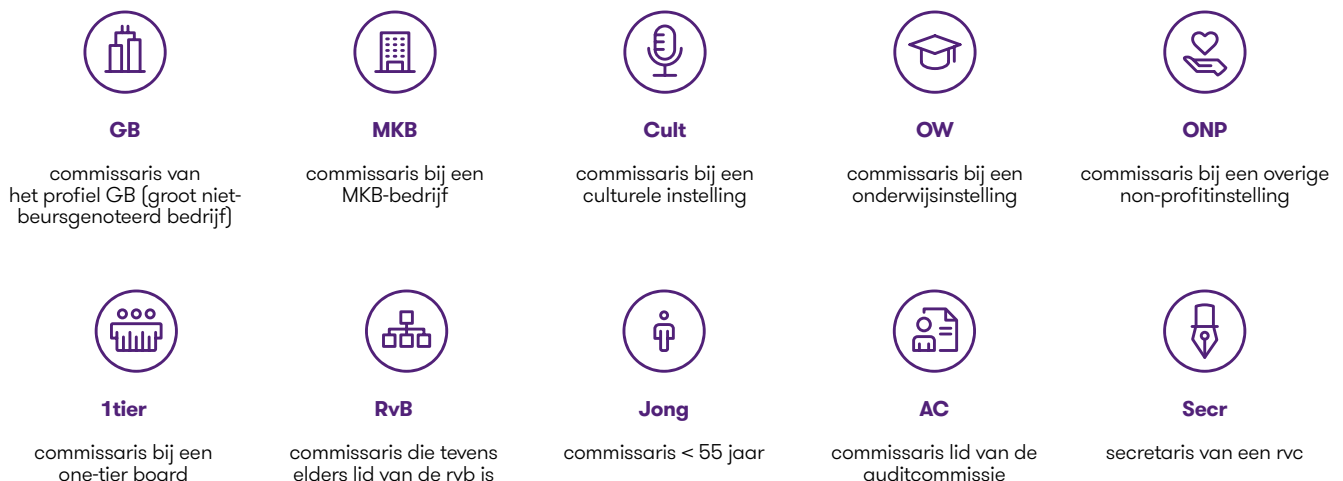 GB
commissaris van
het profiel GB (groot niet-
beursgenoteerd bedrijf)
MKB
commissaris bij een
MKB-bedrijf
Cult
commissaris bij een
culturele instelling
OW
commissaris bij een
onderwijsinstelling
ONP
commissaris bij een overige
non-profitinstelling
1tier
commissaris bij een
one-tier board
RvB
commissaris die tevens
elders lid van de rvb is
Jong
commissaris < 55 jaar
AC
commissaris lid van de
auditcommissie
Secr
secretaris van een rvc